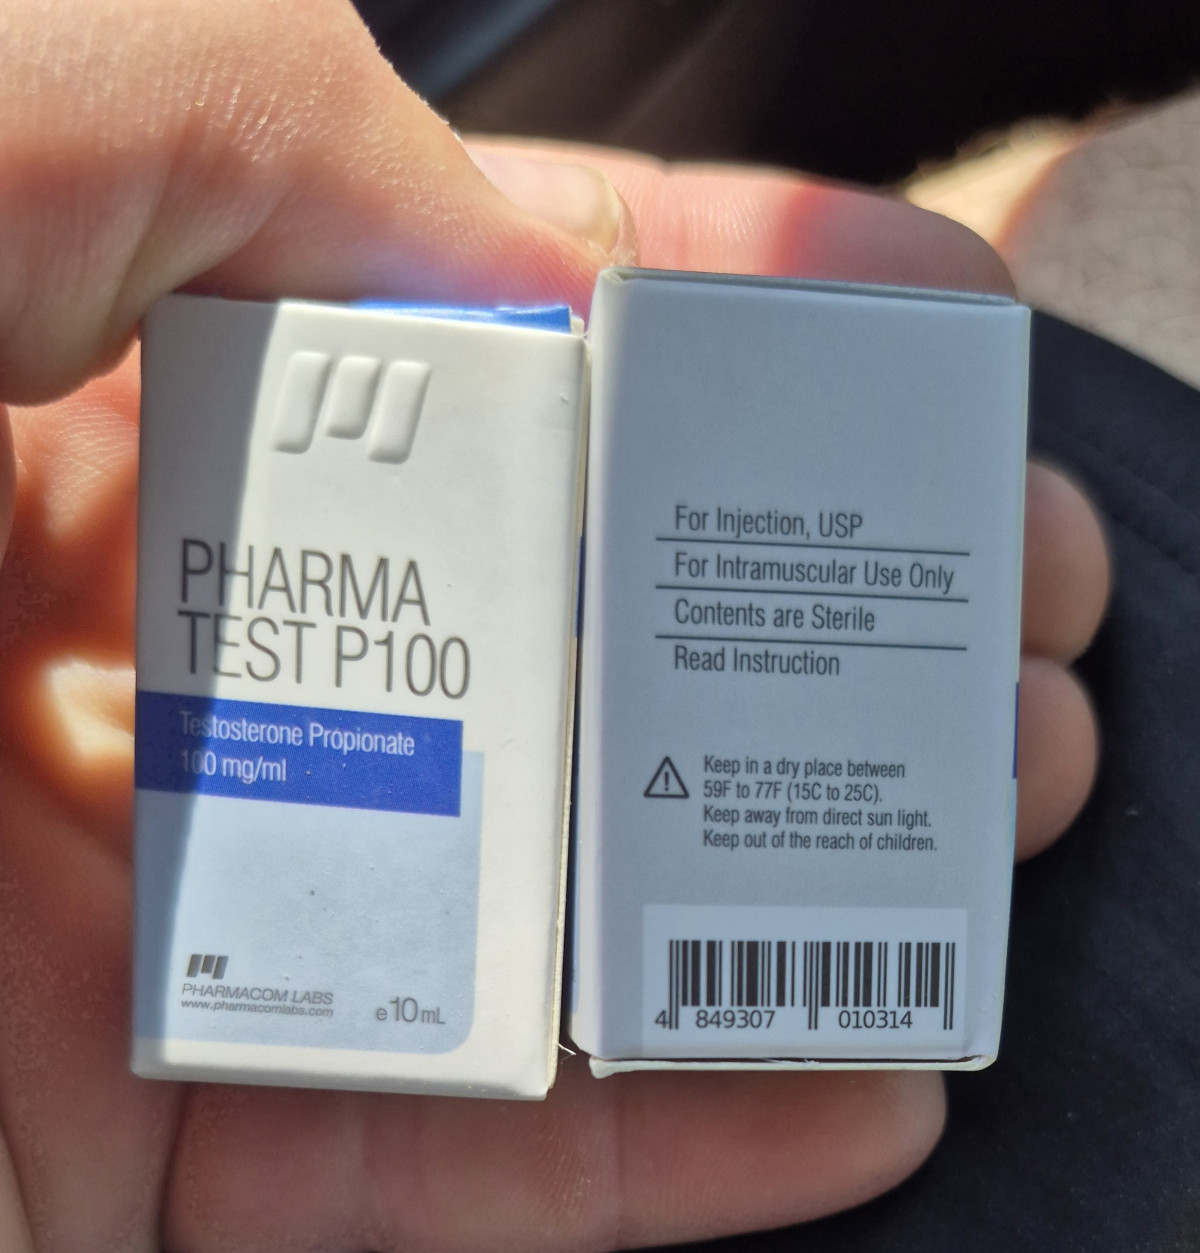 PHARMA
TEST P100
Testosterone Propionate
100 mg/ml
PHARMACOM LABS
www.pharmacomlabs.com
e10mL
For Injection, USP
For Intramuscular Use Only
Contents are Sterile
Read Instruction
Keep in a dry place between
59F to 77F (15C to 25C).
Keep away from direct sun light.
Keep out of the reach of children.
4 849307 010314